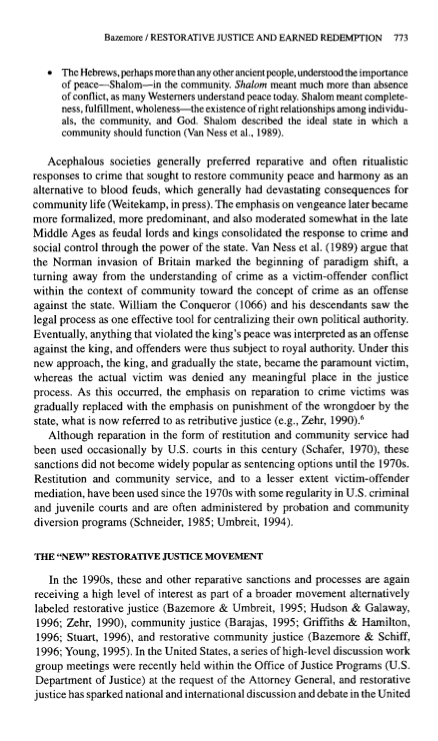 Bazemore / RESTORATIVE JUSTICE AND EARNED REDEMPTION 773
• The Hebrews, perhaps more than any other ancient people, understood the importance
of peace—Shalom—in the community. Shalom meant much more than absence
of conflict, as many Westerners understand peace today. Shalom meant complete-
ness, fulfillment, wholeness—the existence of right relationships among individu-
als, the community, and God. Shalom described the ideal state in which a
community should function (Van Ness et al., 1989).
Acephalous societies generally preferred reparative and often ritualistic
responses to crime that sought to restore community peace and harmony as an
alternative to blood feuds, which generally had devastating consequences for
community life (Weitekamp, in press). The emphasis on vengeance later became
more formalized, more predominant, and also moderated somewhat in the late
Middle Ages as feudal lords and kings consolidated the response to crime and
social control through the power of the state. Van Ness et al. (1989) argue that
the Norman invasion of Britain marked the beginning of paradigm shift, a
turning away from the understanding of crime as a victim-offender conflict
within the context of community toward the concept of crime as an offense
against the state. William the Conqueror (1066) and his descendants saw the
legal process as one effective tool for centralizing their own political authority.
Eventually, anything that violated the king's peace was interpreted as an offense
against the king, and offenders were thus subject to royal authority. Under this
new approach, the king, and gradually the state, became the paramount victim,
whereas the actual victim was denied any meaningful place in the justice
process. As this occurred, the emphasis on reparation to crime victims was
gradually replaced with the emphasis on punishment of the wrongdoer by the
state, what is now referred to as retributive justice (e.g., Zehr, 1990).⁶
Although reparation in the form of restitution and community service had
been used occasionally by U.S. courts in this century (Schafer, 1970), these
sanctions did not become widely popular as sentencing options until the 1970s.
Restitution and community service, and to a lesser extent victim-offender
mediation, have been used since the 1970s with some regularity in U.S. criminal
and juvenile courts and are often administered by probation and community
diversion programs (Schneider, 1985; Umbreit, 1994).
THE “NEW” RESTORATIVE JUSTICE MOVEMENT
In the 1990s, these and other reparative sanctions and processes are again
receiving a high level of interest as part of a broader movement alternatively
labeled restorative justice (Bazemore & Umbreit, 1995; Hudson & Galaway,
1996; Zehr, 1990), community justice (Barajas, 1995; Griffiths & Hamilton,
1996; Stuart, 1996), and restorative community justice (Bazemore & Schiff,
1996; Young, 1995). In the United States, a series of high-level discussion work
group meetings were recently held within the Office of Justice Programs (U.S.
Department of Justice) at the request of the Attorney General, and restorative
justice has sparked national and international discussion and debate in the United